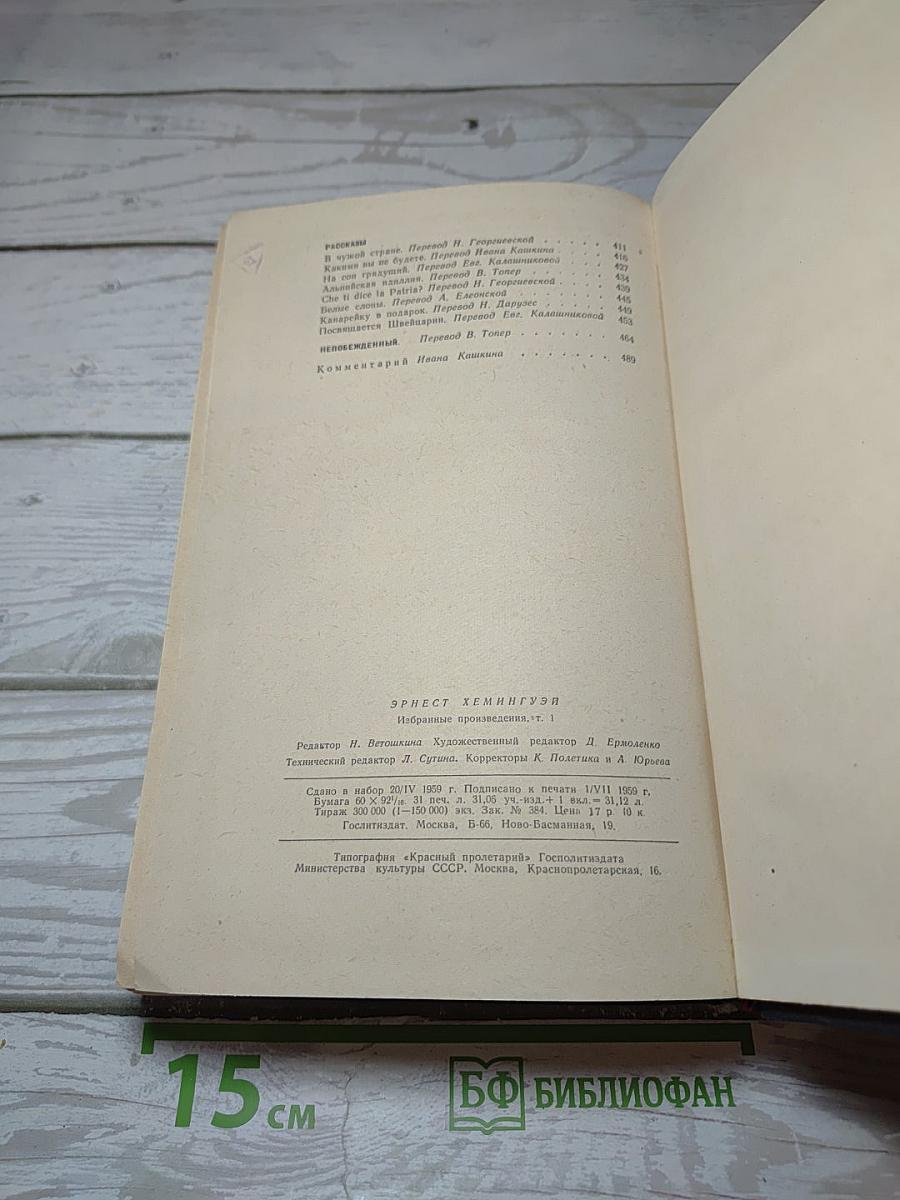 РАССКАЗЫ
В чужой стране. Перевод Н. Георгиевской . . . . . 411
Какими вы не будете. Перевод Ивана Кашкина . . . . 416
На сон грядущий. Перевод Евг. Калашниковой . . . 427
Альпийская идиллия. Перевод В. Топер . . . . . 434
Che ti dice la Patria? Перевод Н. Георгиевской . . . . 439
Белые слоны. Перевод А. Елеонской . . . . . . 445
Канарейку в подарок. Перевод Н. Дарузес . . . . . 449
Посвящается Швейцарии. Перевод Евг. Калашниковой 453
НЕПОБЕЖДЕННЫЙ. Перевод В. Топер . . . . . . 464
Комментарий Ивана Кашкина . . . . . . . 489
ЭРНЕСТ ХЕМИНГУЭЙ
Избранные произведения, т. 1
Редактор Н. Ветошкина Художественный редактор Д. Ермоленко
Технический редактор Л. Сутина. Корректоры К. Полетика и А. Юрьева
Сдано в набор 20/IV 1959 г. Подписано к печати 1/VII 1959 г.
Бумага 60 × 92¹/₁₆. 31 печ. л. 31,05 уч.-изд.+ 1 вкл.= 31,12 л.
Тираж 300 000 (1—150 000) экз. Зак. № 384. Цена 17 р. 10 к.
Гослитиздат. Москва, Б-66, Ново-Басманная, 19.
Типография «Красный пролетарий» Госполитиздата
Министерства культуры СССР. Москва, Краснопролетарская, 16.
15 см
БФ БИБЛИОФАН